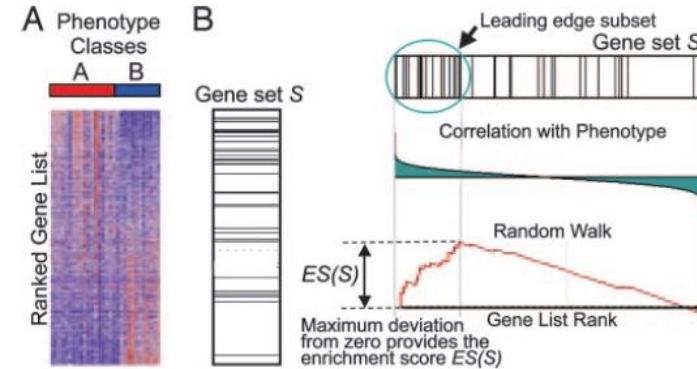 A
Phenotype
Classes
A B
Ranked Gene List
Gene set S
B
Leading edge subset
Gene set S
Correlation with Phenotype
Random Walk
ES(S)
Gene List Rank
Maximum deviation
from zero provides the
enrichment score ES(S)